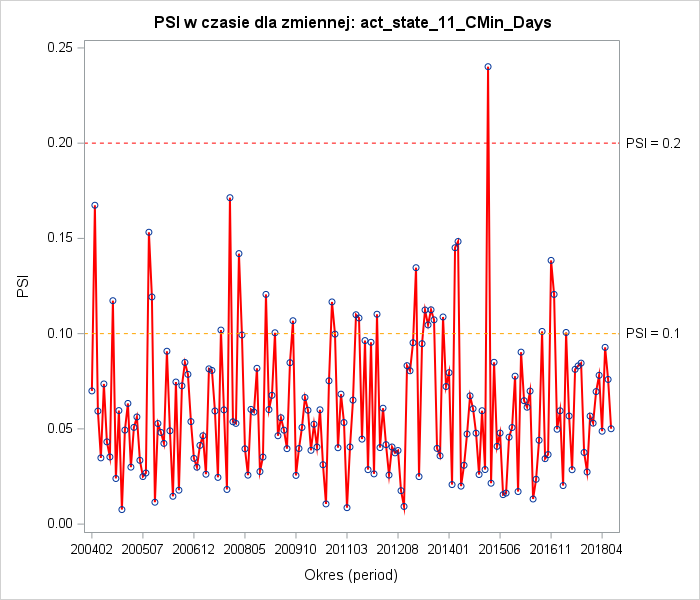 PSI w czasie dla zmiennej: act_state_11_CMin_Days
0.25
0.20
0.15
0.10
0.05
0.00
PSI
PSI = 0.2
PSI = 0.1
200402 200507 200612 200805 200910 201103 201208 201401 201506 201611 201804
Okres (period)